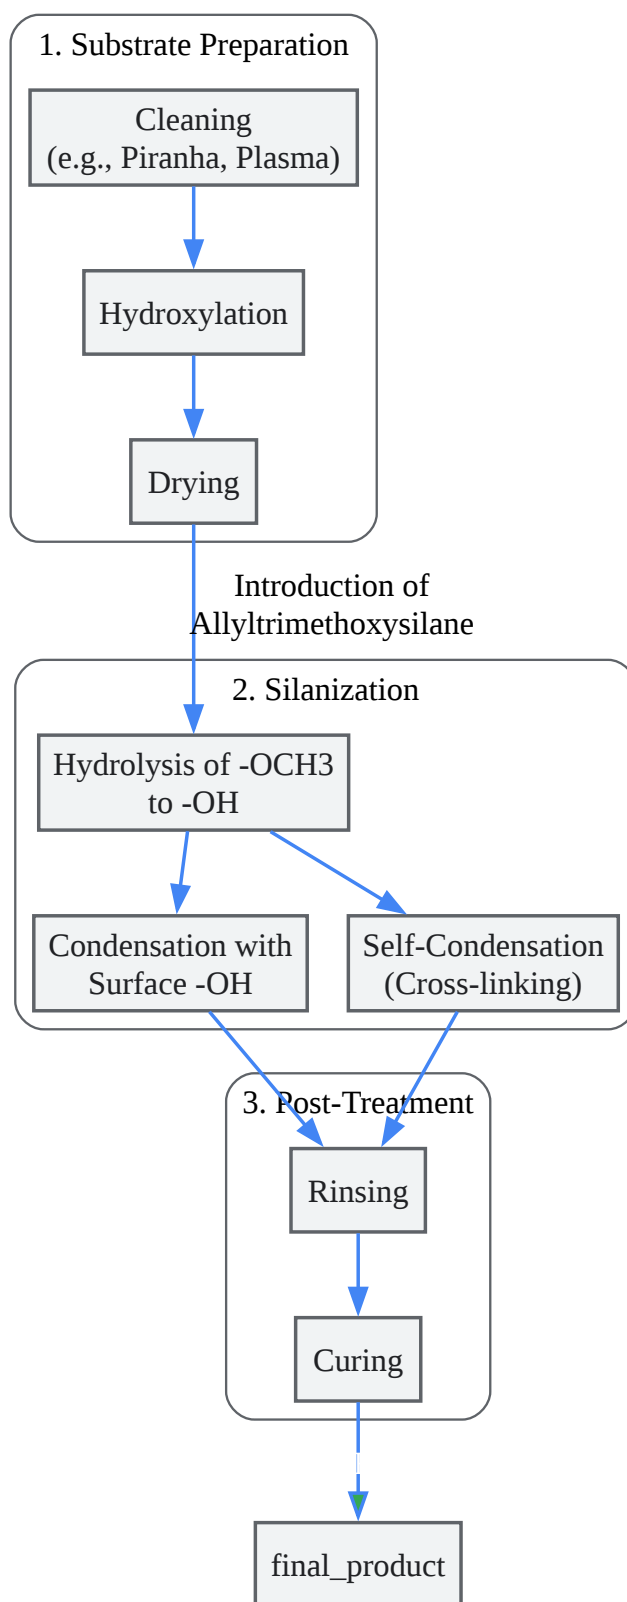 1. Substrate Preparation
Cleaning
(e.g., Piranha, Plasma)
Hydroxylation
Drying
Introduction of
Allyltrimethoxysilane
2. Silanization
Hydrolysis of -OCH3
to -OH
Condensation with
Surface -OH
Self-Condensation
(Cross-linking)
3. Post-Treatment
Rinsing
Curing
final_product